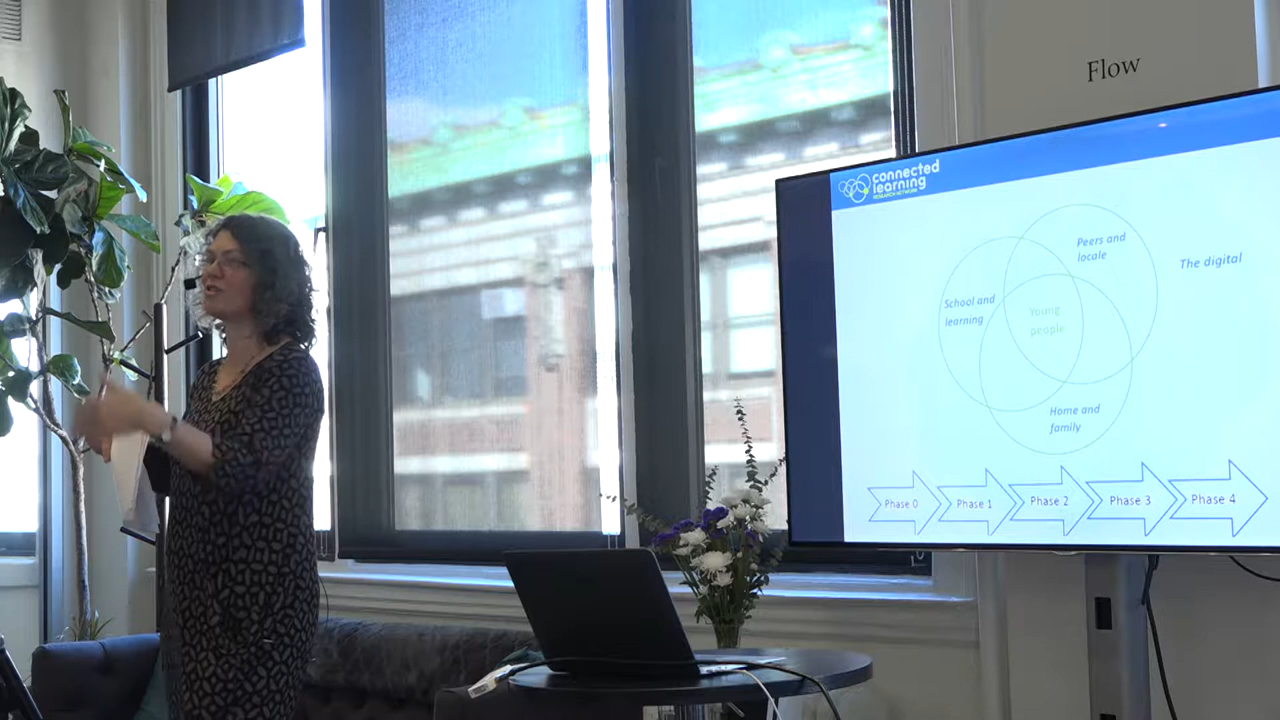 Flow
connected
learning
RESEARCH NETWORK
Peers and
locale
The digital
School and
learning
Young
people
Home and
family
Phase 0
Phase 1
Phase 2
Phase 3
Phase 4